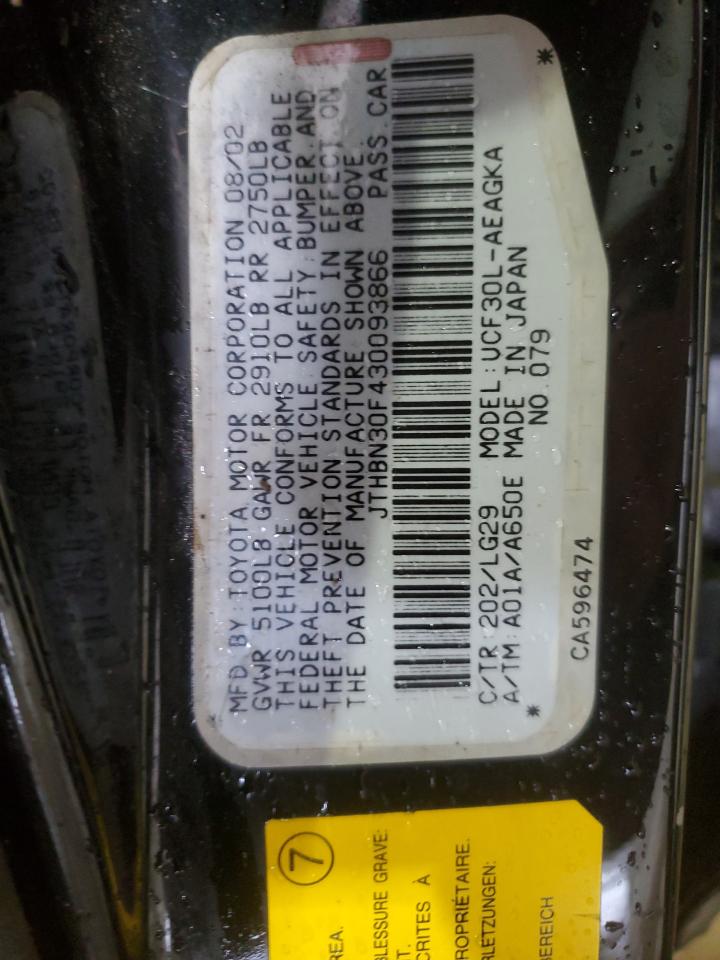 MFD BY:TOYOTA MOTOR CORPORATION 08/02
GVWR 5100LB GAWR FR 2910LB RR 2750LB
THIS VEHICLE CONFORMS TO ALL APPLICABLE
FEDERAL MOTOR VEHICLE SAFETY,BUMPER AND
THEFT PREVENTION STANDARDS IN EFFECT ON
THE DATE OF MANUFACTURE SHOWN ABOVE.
JTHBN30F430093866 PASS.CAR
C/TR:202/LG29 MODEL:UCF30L-AEAGKA
A/TM:A01A/A650E MADE IN JAPAN
NO.079
* *
CA596474
7
REA.
BLESSURE GRAVE:
T.
CRITES À
ROPRIÉTAIRE.
RLETZUNGEN:
BEREICH